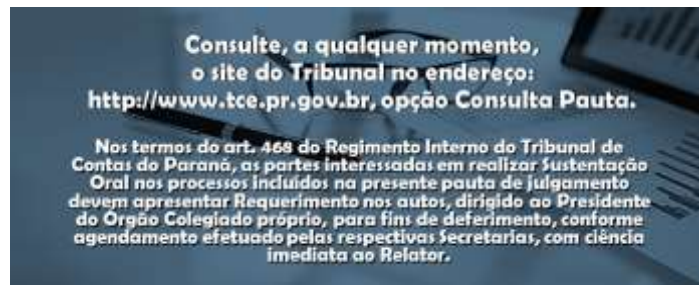 Consulte, a qualquer momento,
o site do Tribunal no endereço:
http://www.tce.pr.gov.br, opção Consulta Pauta.
Nos termos do art. 468 do Regimento Interno do Tribunal de
Contas do Paraná, as partes interessadas em realizar Sustentação
Oral nos processos incluídos na presente pauta de julgamento
devem apresentar Requerimento nos autos, dirigido ao Presidente
do Órgão Colegiado próprio, para fins de deferimento, conforme
agendamento efetuado pelas respectivas Secretarias, com ciência
imediata ao Relator.